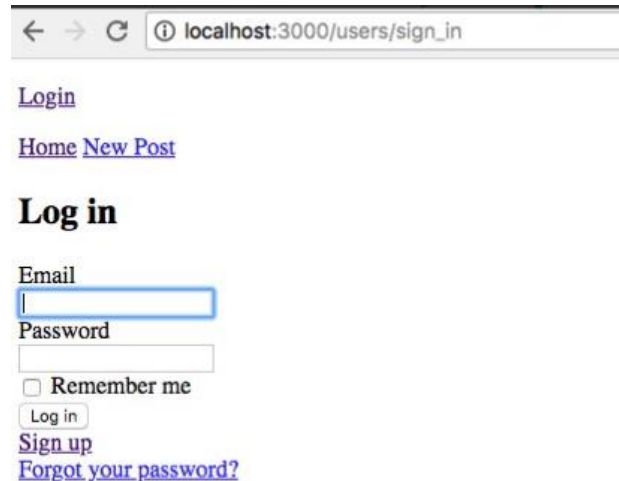 localhost:3000/users/sign_in
Login
Home New Post
Log in
Email
Password
Remember me
Log in
Sign up
Forgot your password?